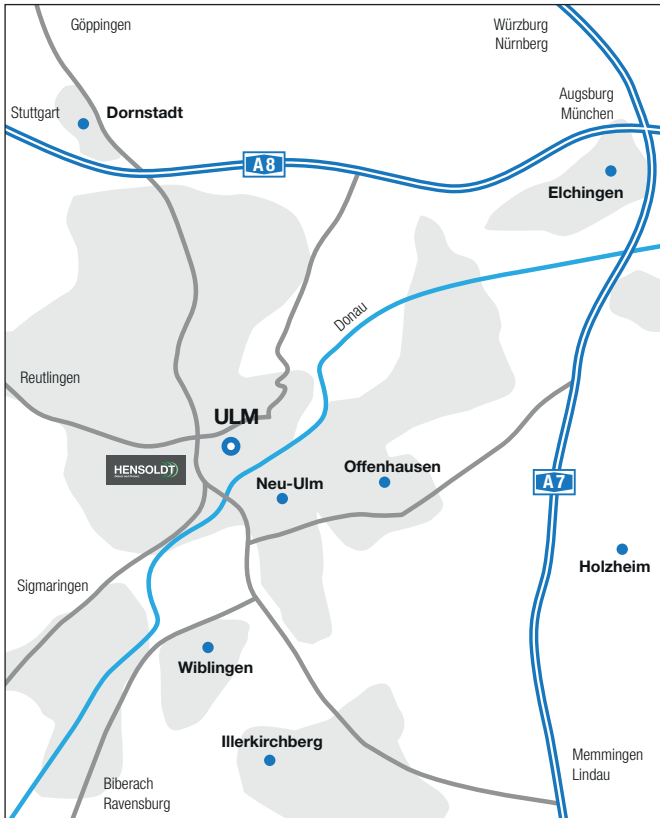 Göppingen
Würzburg
Nürnberg
Augsburg
München
Stuttgart
Dornstadt
A8
Elchingen
Donau
Reutlingen
ULM
HENSOLDT
Neu-Ulm
Offenhausen
A7
Holzheim
Sigmaringen
Wiblingen
Illerkirchberg
Memmingen
Lindau
Biberach
Ravensburg